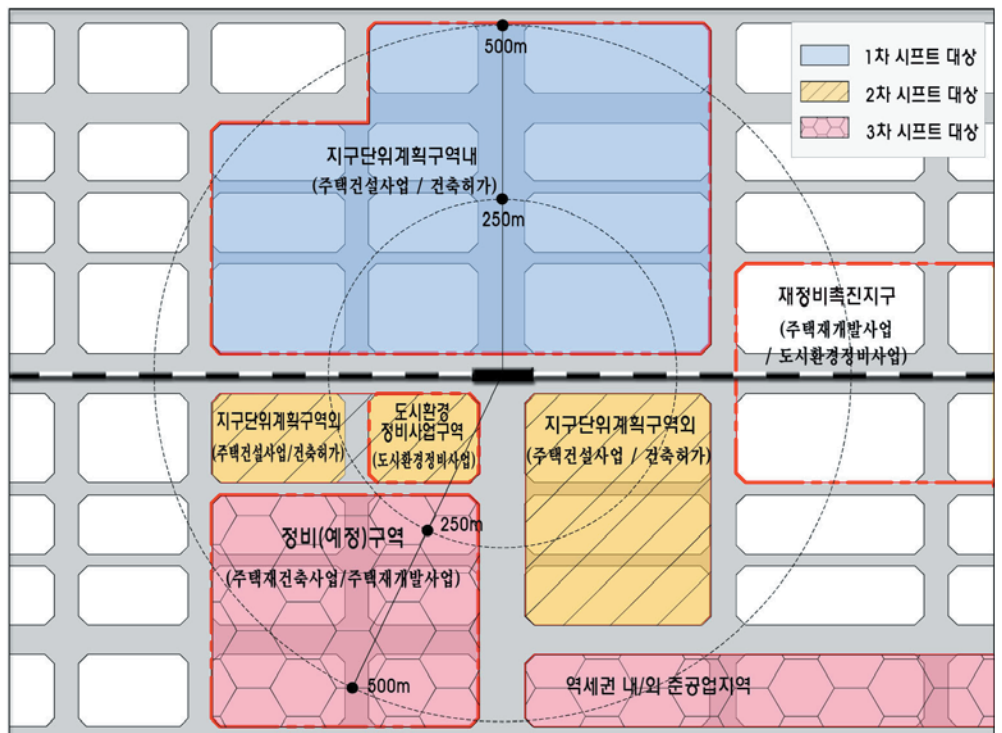 500m
1차 시프트 대상
2차 시프트 대상
3차 시프트 대상
지구단위계획구역내
(주택건설사업 / 건축허가)
250m
재정비촉진지구
(주택재개발사업
/ 도시환경정비사업)
지구단위계획구역외
(주택건설사업/건축허가)
도시환경
정비사업구역
(도시환경정비사업)
지구단위계획구역외
(주택건설사업 / 건축허가)
250m
정비(예정)구역
(주택재건축사업/주택재개발사업)
500m
역세권 내/외 준공업지역